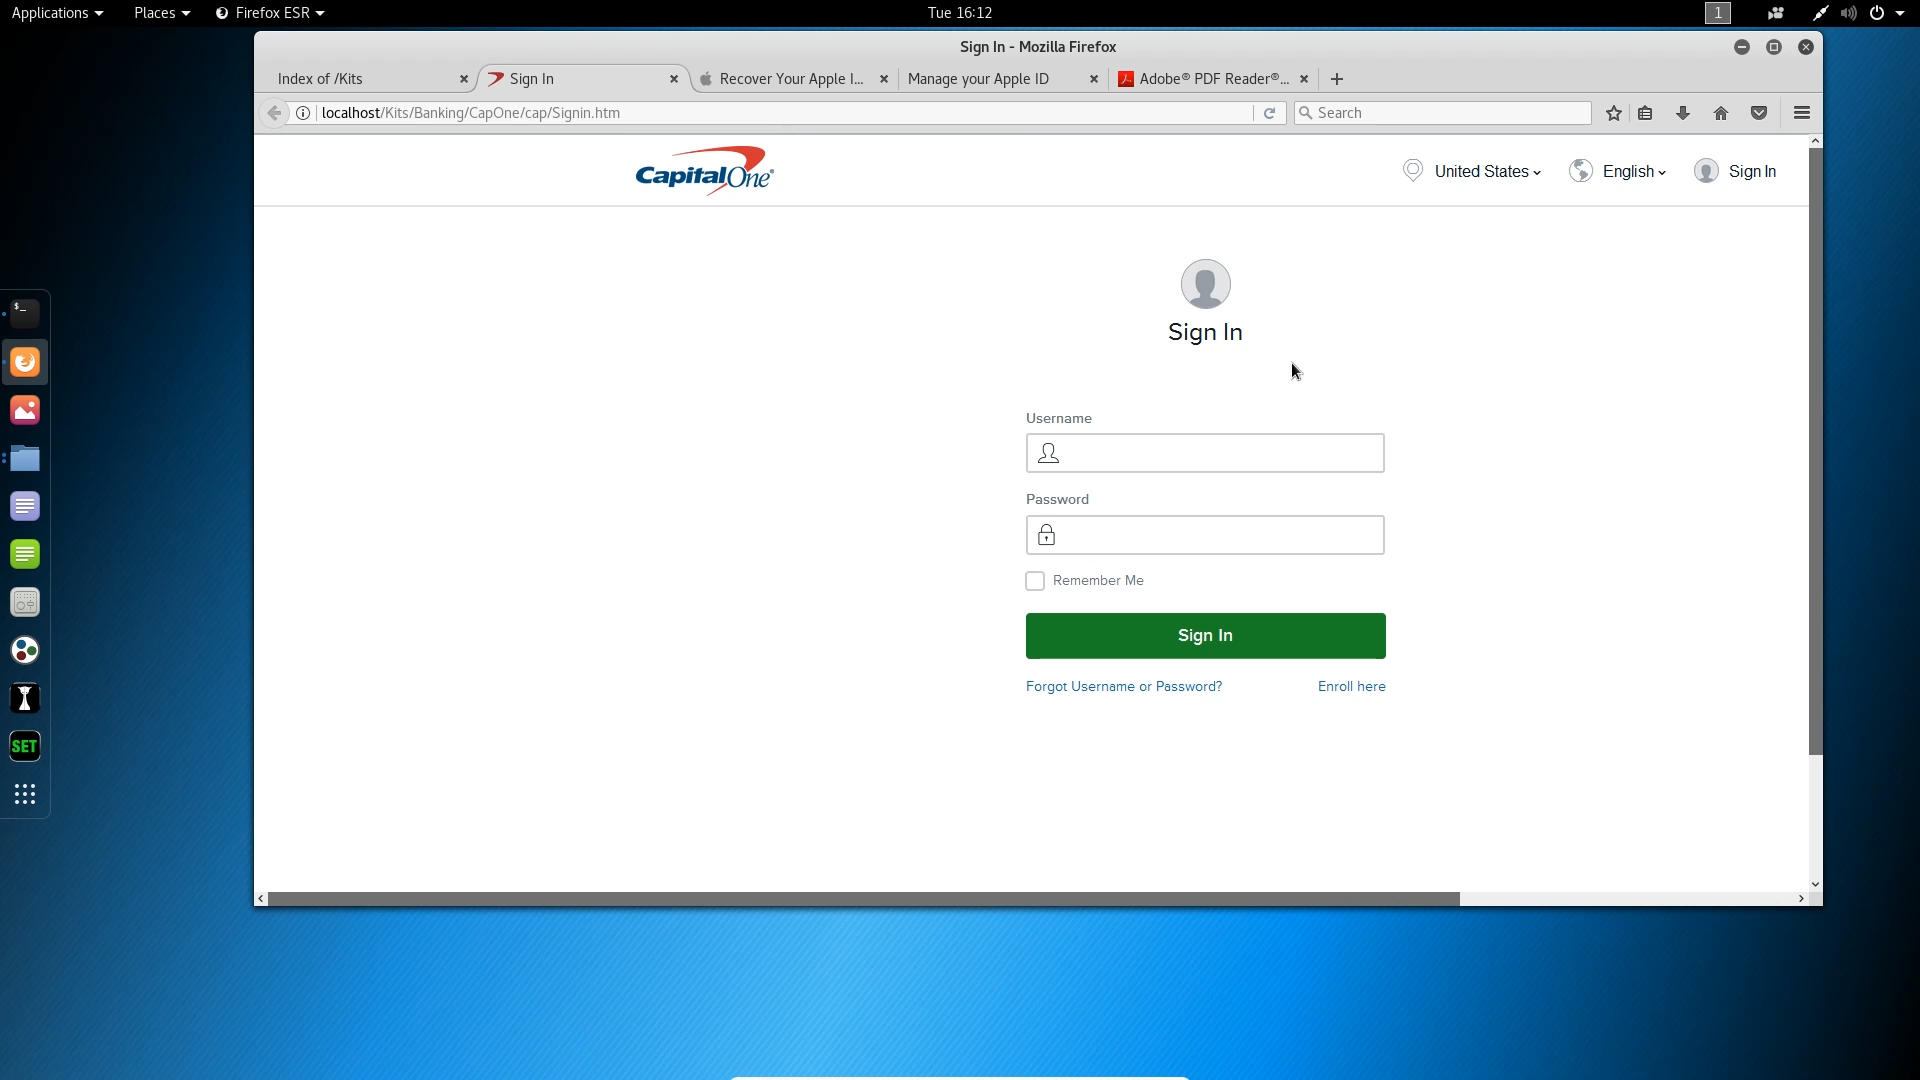 Applications Places Firefox ESR Tue 16:12 1
Sign In - Mozilla Firefox
Index of /Kits Sign In Recover Your Apple I... Manage your Apple ID Adobe® PDF Reader®...
localhost/Kits/Banking/CapOne/cap/Signin.htm Search
CapitalOne® United States English Sign In
Sign In
Username
Password
Remember Me
Sign In
Forgot Username or Password? Enroll here
$_
SET